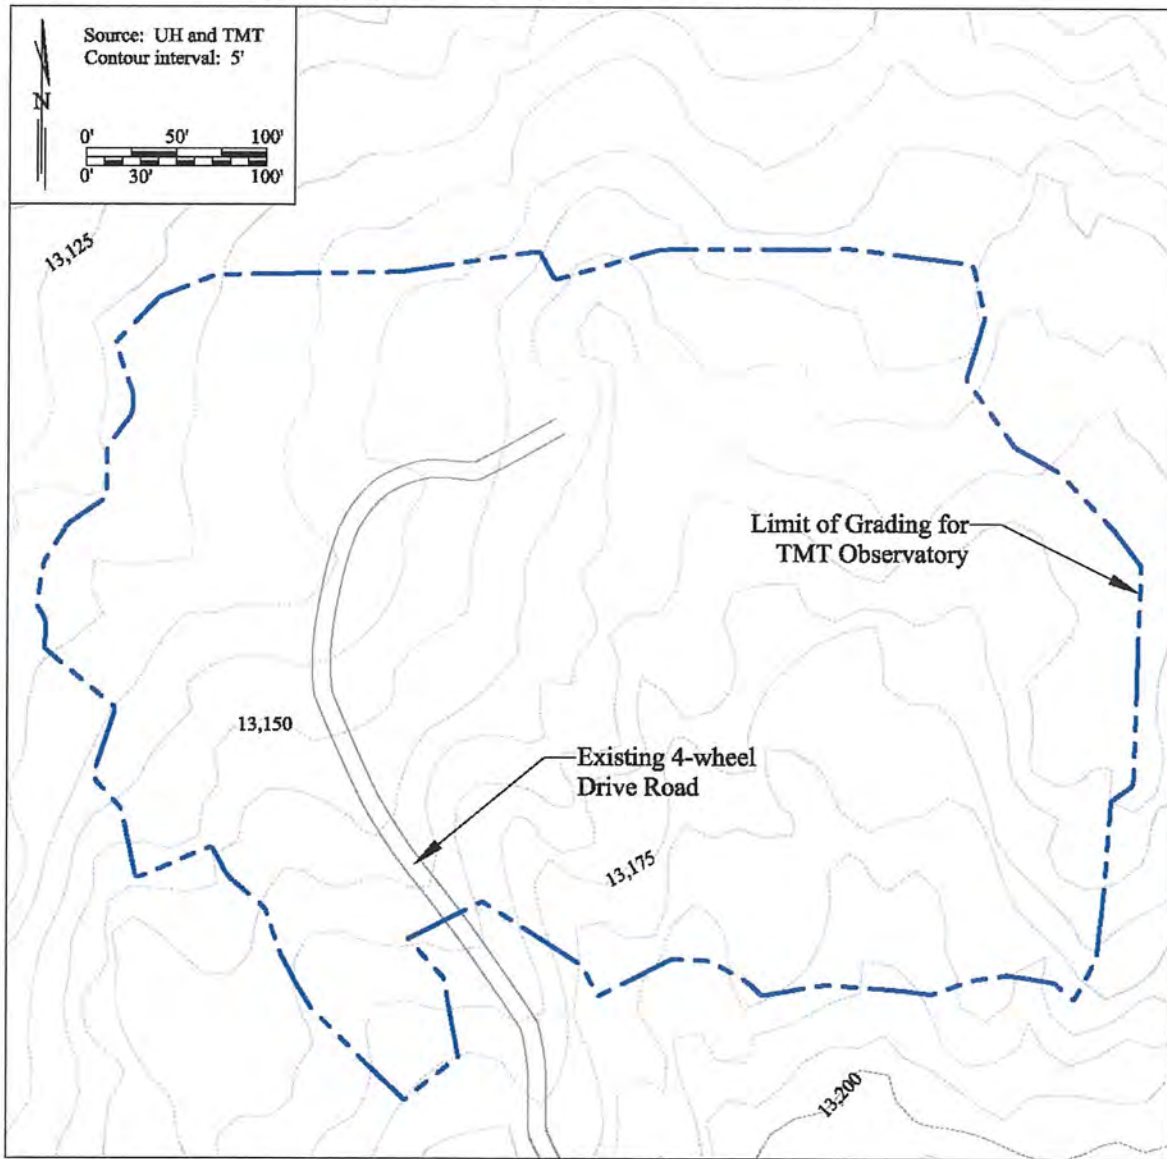 Source: UH and TMT
Contour interval: 5'
N
0' 50' 100'
0' 30' 100'
13,125
Limit of Grading for
TMT Observatory
13,150
Existing 4-wheel
Drive Road
13,175
13,200